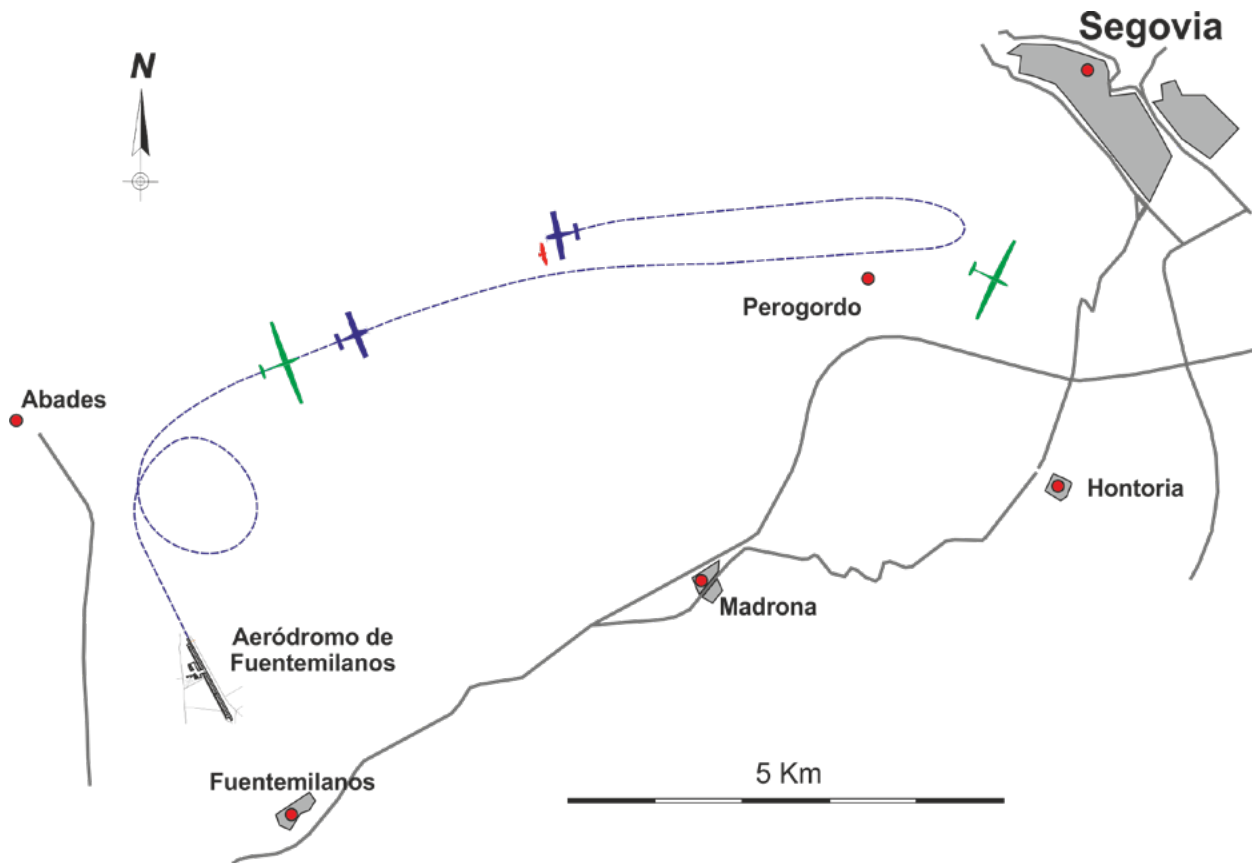 Segovia
N
Perogordo
Abades
Hontoria
Madrona
Aeródromo de
Fuentemilanos
5 Km
Fuentemilanos